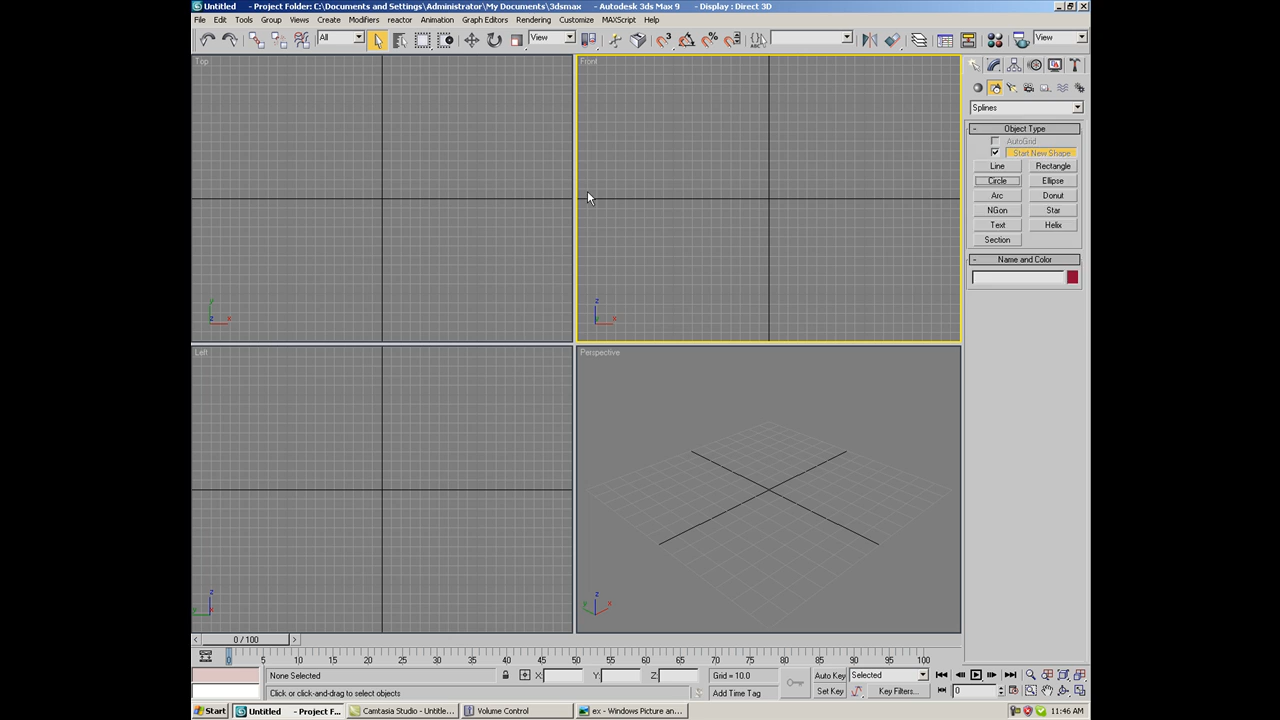 Untitled - Project Folder: C:\Documents and Settings\Administrator\My Documents\3dsmax - Autodesk 3ds Max 9 - Display : Direct 3D
File Edit Tools Group Views Create Modifiers reactor Animation Graph Editors Rendering Customize MAXScript Help
All View View
Top Front
Splines
- Object Type
AutoGrid
Start New Shape
Line Rectangle
Circle Ellipse
Arc Donut
NGon Star
Text Helix
Section
- Name and Color
y z
z x y x
Left Perspective
z z
y x y x
< 0 / 100 >
0 5 10 15 20 25 30 35 40 45 50 55 60 65 70 75 80 85 90 95 100
None Selected X: Y: Z: Grid = 10.0 Auto Key Selected
Click or click-and-drag to select objects Add Time Tag Set Key Key Filters... 0
Start Untitled - Project F... Camtasia Studio - Untitle... Volume Control ex - Windows Picture an... 11:46 AM